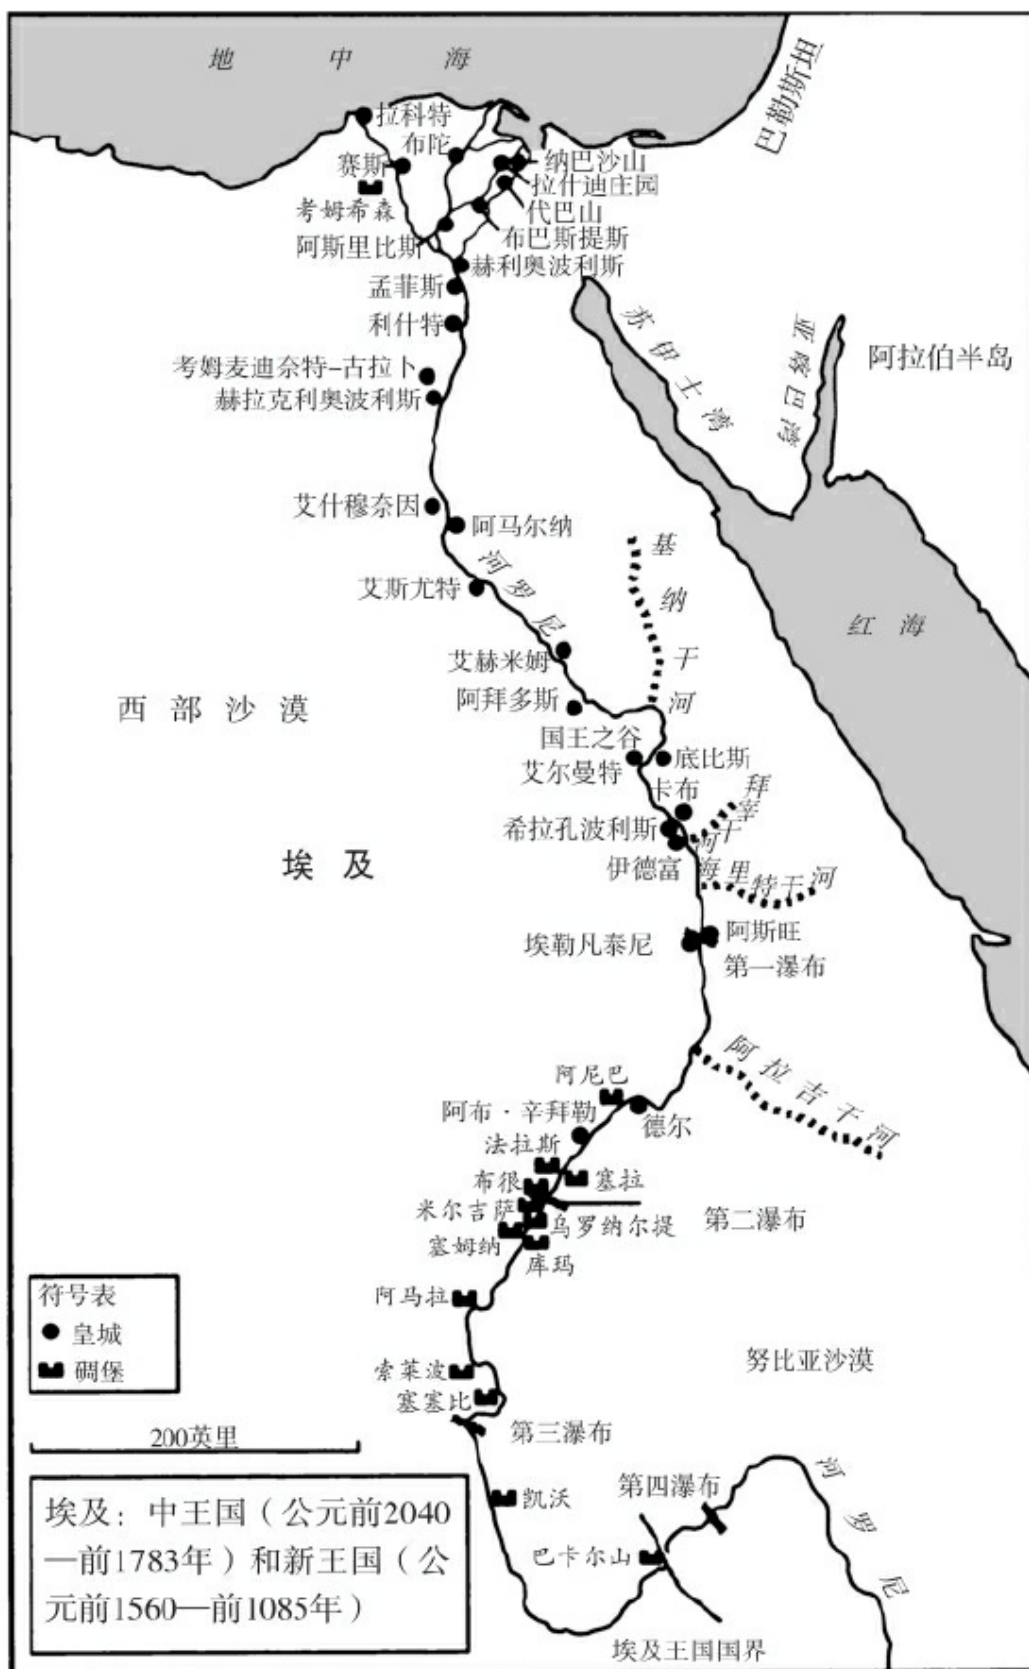 地中海
巴勒斯坦
拉科特
布陀
赛斯
纳巴沙山
拉什迪庄园
考姆希森
代巴山
布巴斯提斯
阿斯里比斯
赫利奥波利斯
孟菲斯
利什特
苏伊士湾
亚喀巴湾
阿拉伯半岛
考姆麦迪奈特-古拉卜
赫拉克利奥波利斯
艾什穆奈因
阿马尔纳
河罗尼
基纳干河
艾斯尤特
红海
艾赫米姆
阿拜多斯
西部沙漠
国王之谷
艾尔曼特
底比斯
卡布
拜宰干河
希拉孔波利斯
埃及
伊德富
海里特干河
埃勒凡泰尼
阿斯旺
第一瀑布
阿拉吉干河
阿尼巴
阿布·辛拜勒
德尔
法拉斯
布很
塞拉
米尔吉萨
乌罗纳尔提
第二瀑布
塞姆纳
库玛
阿马拉
符号表
皇城
碉堡
索莱波
塞塞比
努比亚沙漠
200英里
第三瀑布
凯沃
第四瀑布
河罗尼
巴卡尔山
埃及王国国界
埃及：中王国（公元前2040
—前1783年）和新王国（公
元前1560—前1085年）